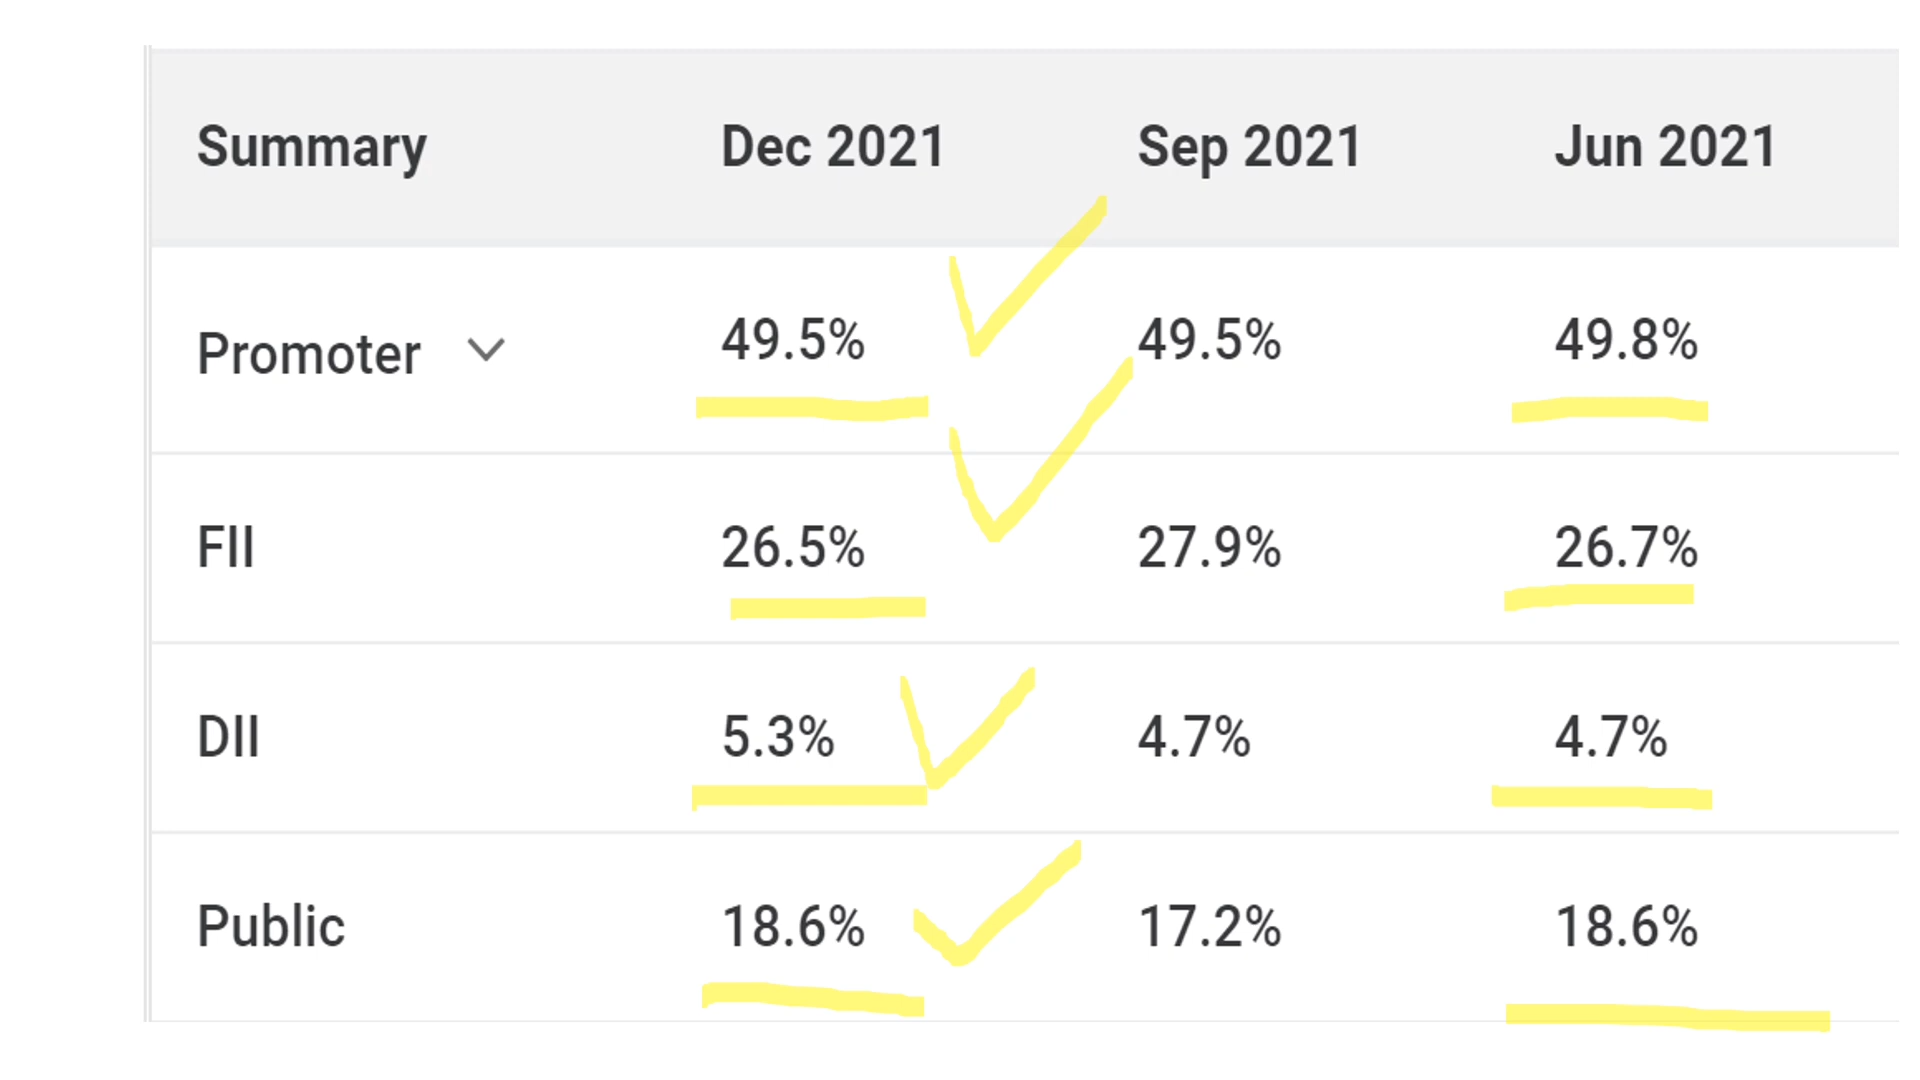 Summary Dec 2021 Sep 2021 Jun 2021
Promoter 49.5% 49.5% 49.8%
FII 26.5% 27.9% 26.7%
DII 5.3% 4.7% 4.7%
Public 18.6% 17.2% 18.6%